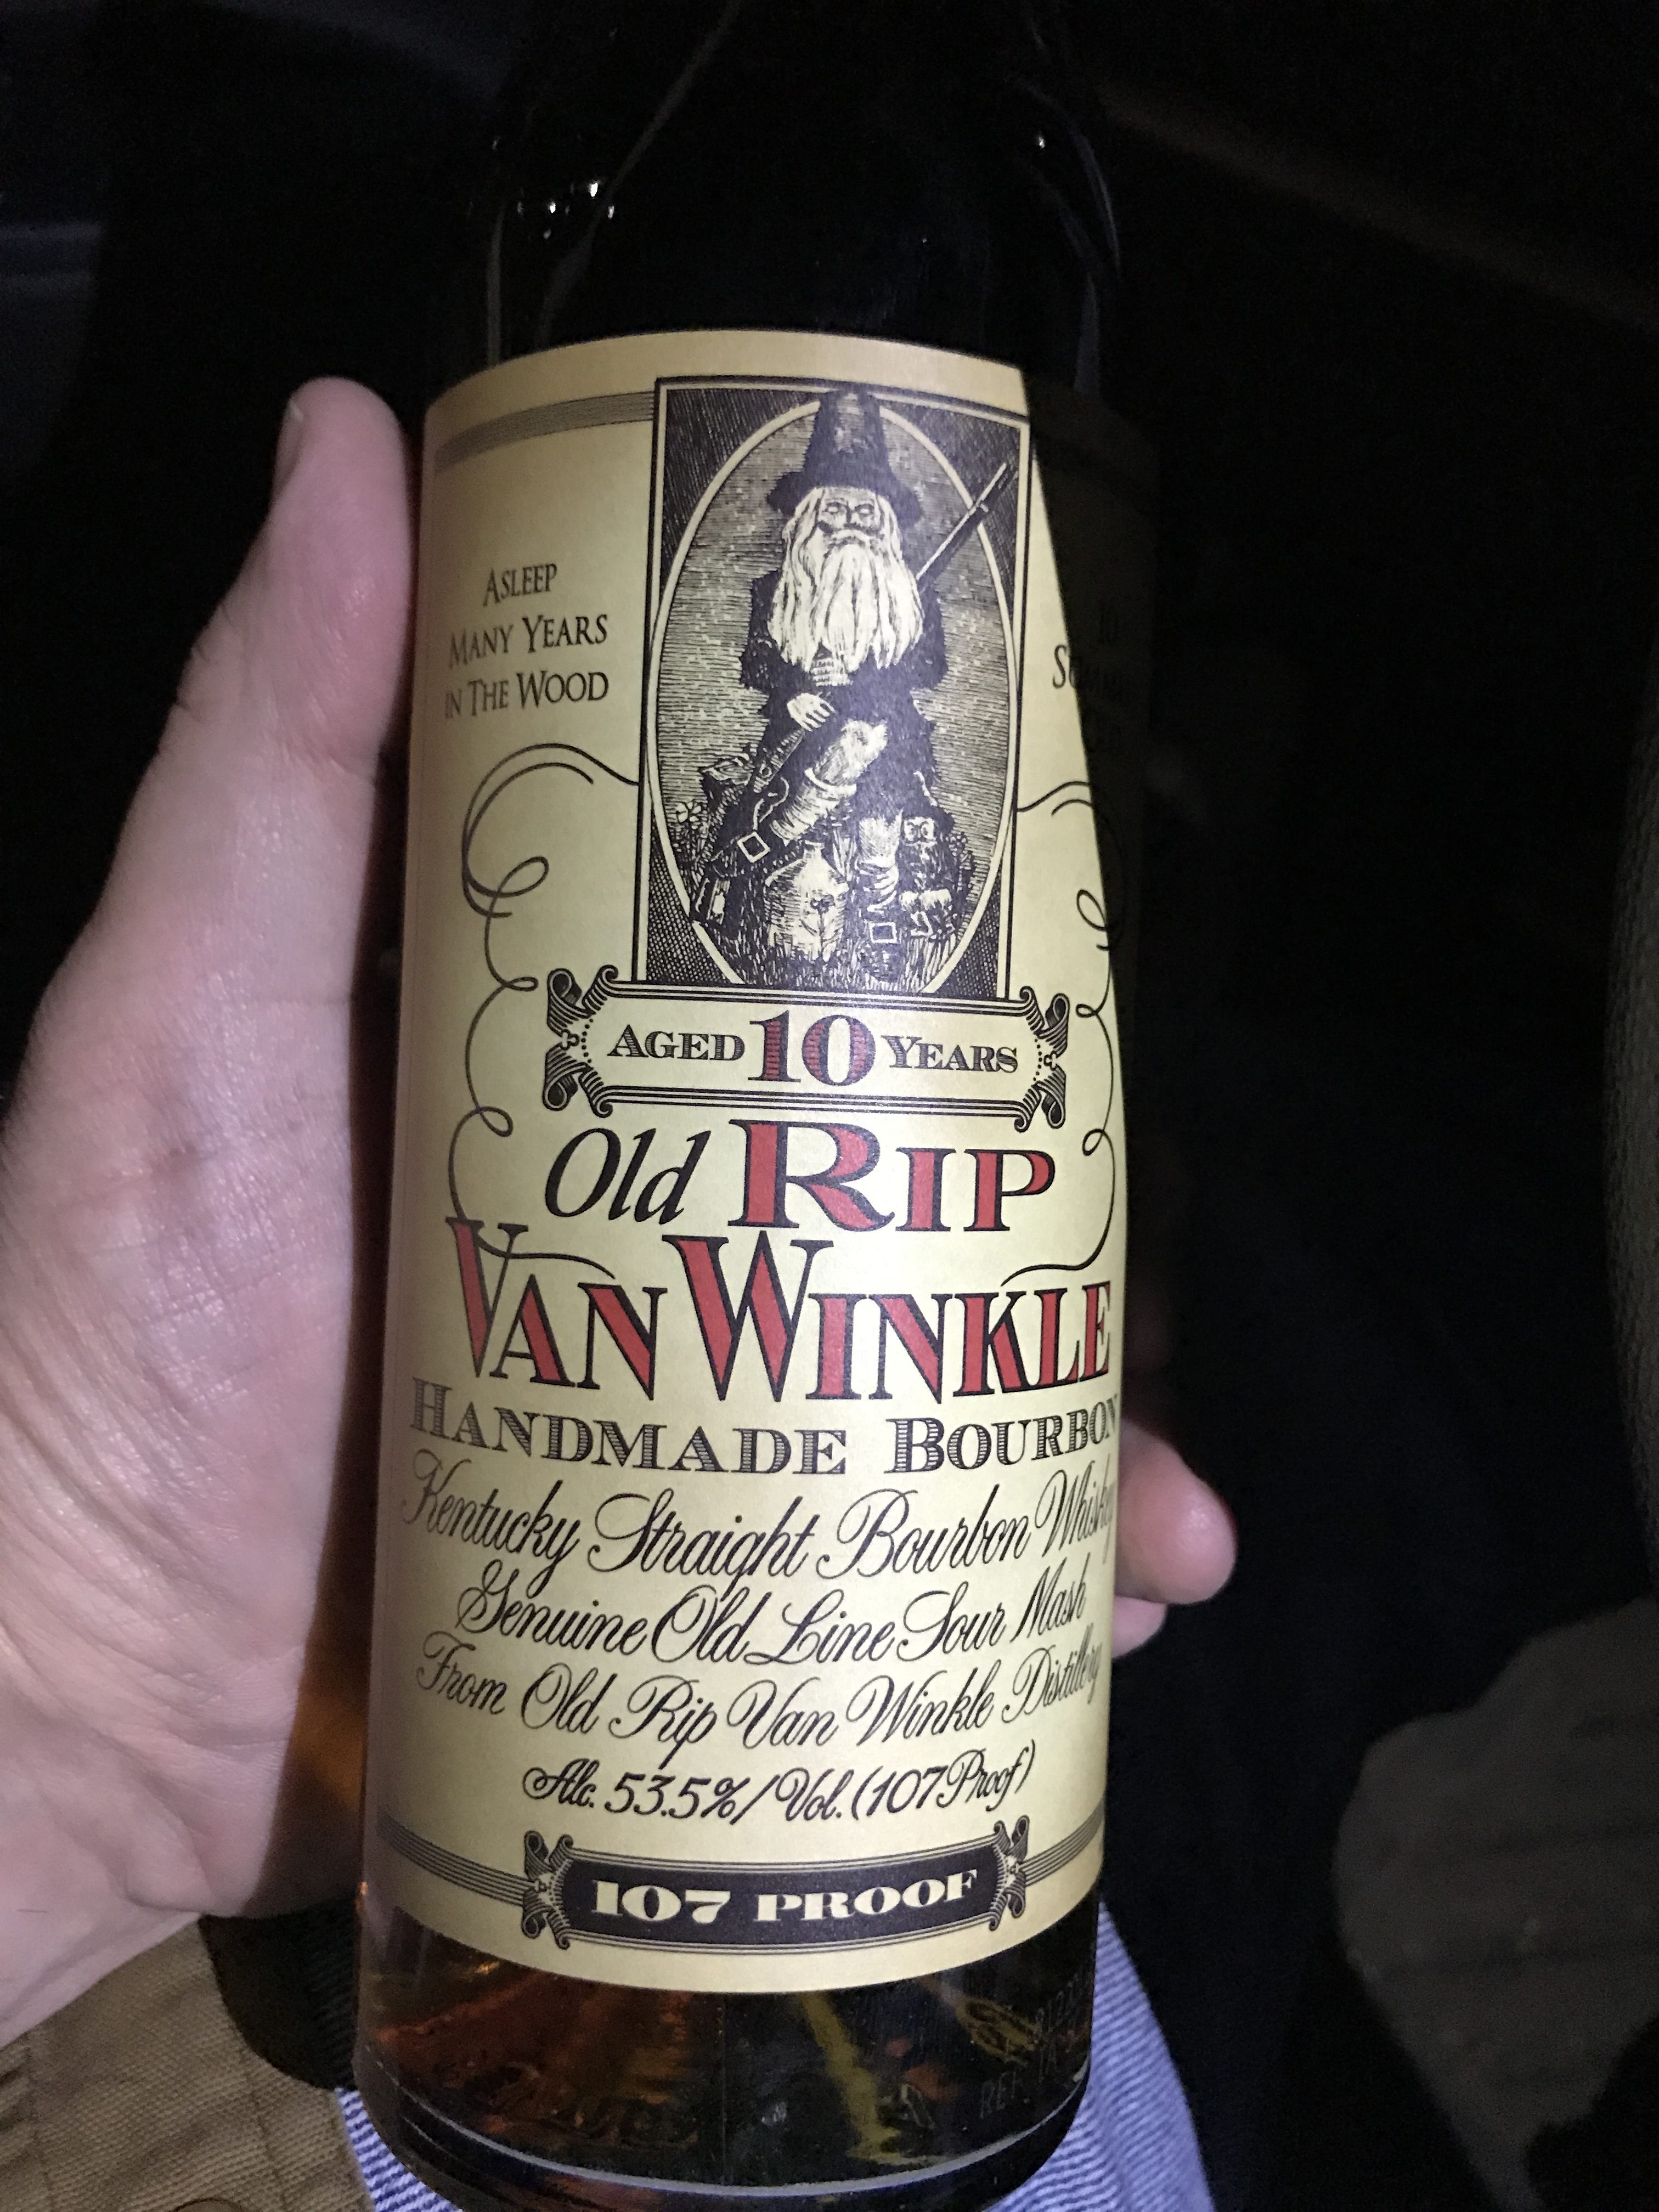 ASLEEP
MANY YEARS
IN THE WOOD
10
AGED 10 YEARS
Old RIP
VAN WINKLE
HANDMADE BOURBON
Kentucky Straight Bourbon Whiskey
Genuine Old Line Sour Mash
From Old Rip Van Winkle Distillery
Alc. 53.5%/Vol. (107 Proof)
107 PROOF